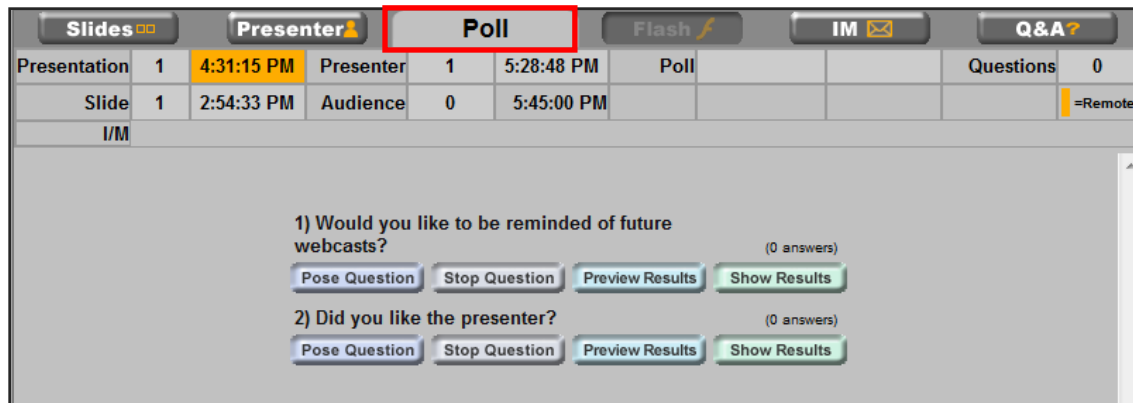 Slides Presenter Poll Flash IM Q&A?
Presentation 1 4:31:15 PM Presenter 1 5:28:48 PM Poll Questions 0
Slide 1 2:54:33 PM Audience 0 5:45:00 PM =Remote
I/M
1) Would you like to be reminded of future
webcasts? (0 answers)
Pose Question Stop Question Preview Results Show Results
2) Did you like the presenter? (0 answers)
Pose Question Stop Question Preview Results Show Results